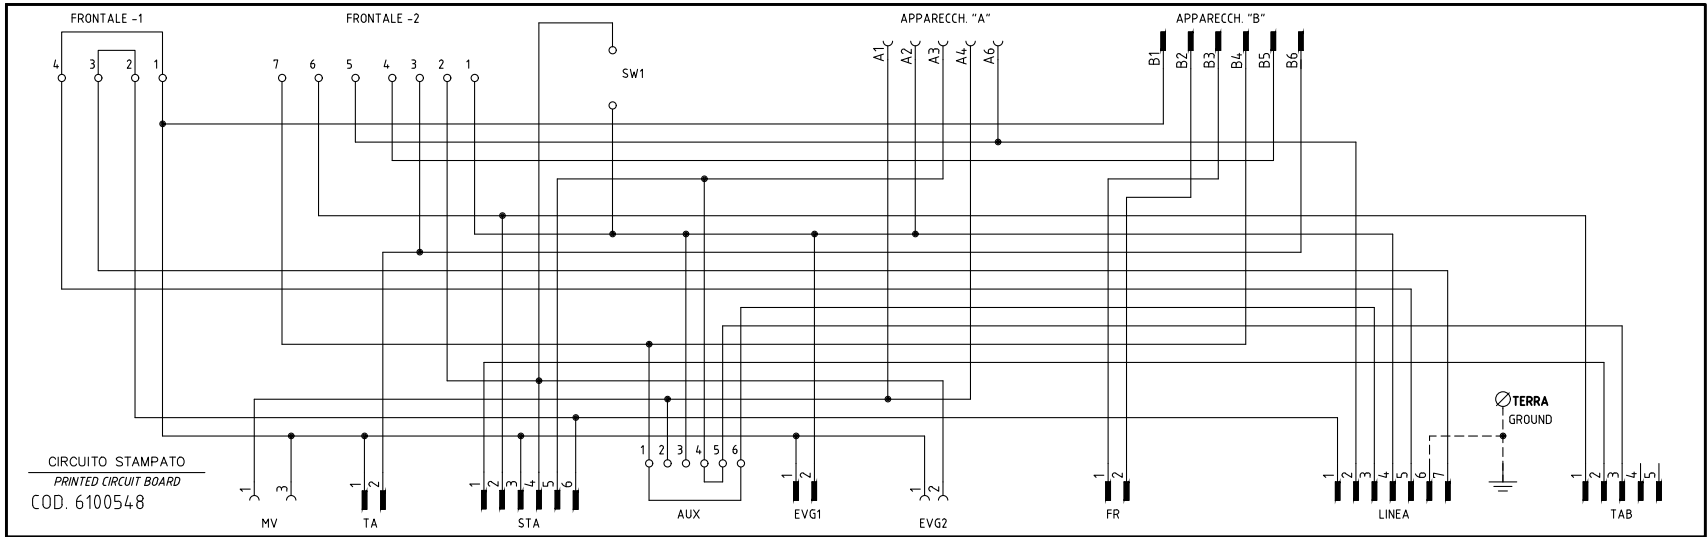 FRONTALE -1 FRONTALE -2 APPARECCH. "A" APPARECCH. "B"
4 3 2 1 7 6 5 4 3 2 1 SW1 A1 A2 A3 A4 A6 B1 B2 B3 B4 B5 B6
TERRA
GROUND
CIRCUITO STAMPATO
PRINTED CIRCUIT BOARD
COD. 6100548
1 2 3 4 5 6
1 3 1 2 1 2 3 4 5 6 1 2 1 2 1 2 1 2 3 4 5 6 7 1 2 3 4 5
MV TA STA AUX EVG1 EVG2 FR LINEA TAB